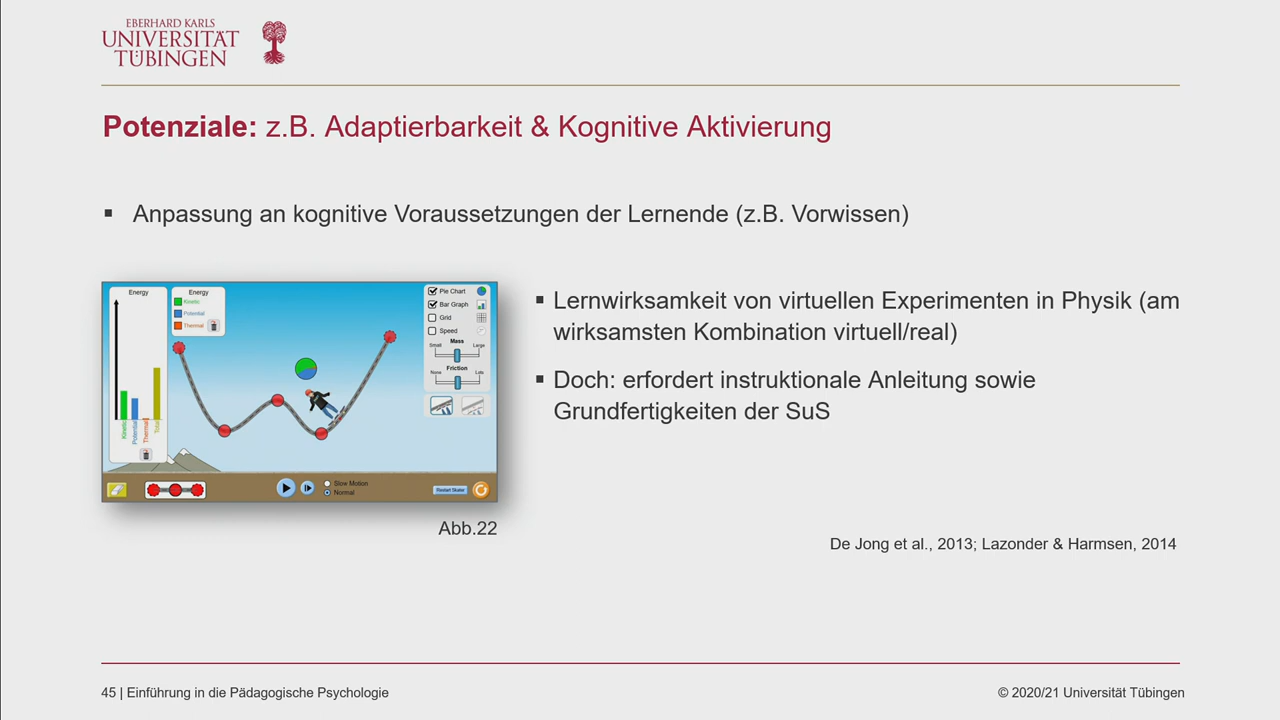 EBERHARD KARLS
UNIVERSITÄT
TÜBINGEN
Potenziale: z.B. Adaptierbarkeit & Kognitive Aktivierung
▪ Anpassung an kognitive Voraussetzungen der Lernende (z.B. Vorwissen)
Energy
Kinetic
Potential
Thermal
Total
Energy
Kinetic
Potential
Thermal
Pie Chart
Bar Graph
Grid
Speed
Mass
Small Large
Friction
None Lots
Slow Motion
Normal
Restart Skater
Abb.22
▪ Lernwirksamkeit von virtuellen Experimenten in Physik (am
wirksamsten Kombination virtuell/real)
▪ Doch: erfordert instruktionale Anleitung sowie
Grundfertigkeiten der SuS
De Jong et al., 2013; Lazonder & Harmsen, 2014
45 | Einführung in die Pädagogische Psychologie
© 2020/21 Universität Tübingen